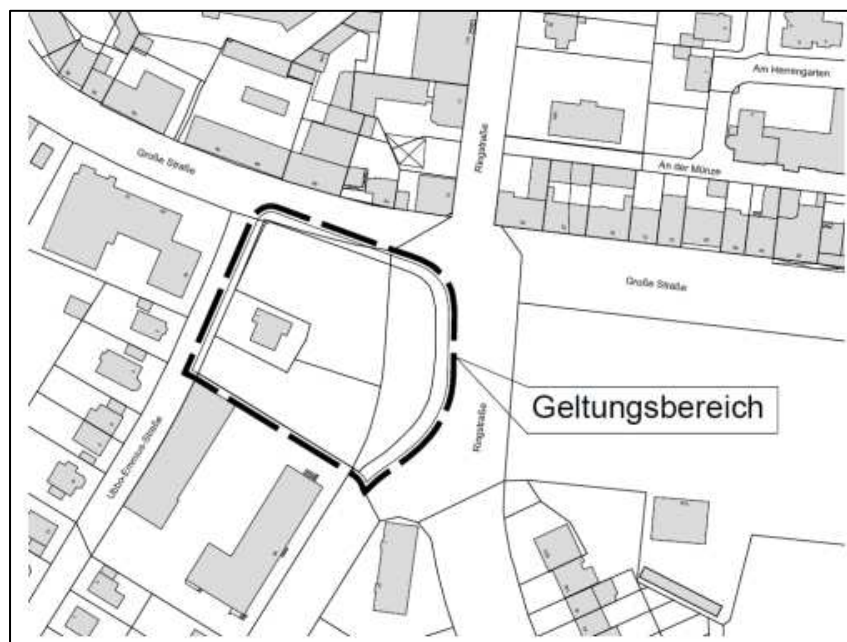 Am Herrengarten
Ringstraße
Große Straße
An der Münze
Große Straße
Geltungsbereich
Ringstraße
Ubbo-Emmius-Straße